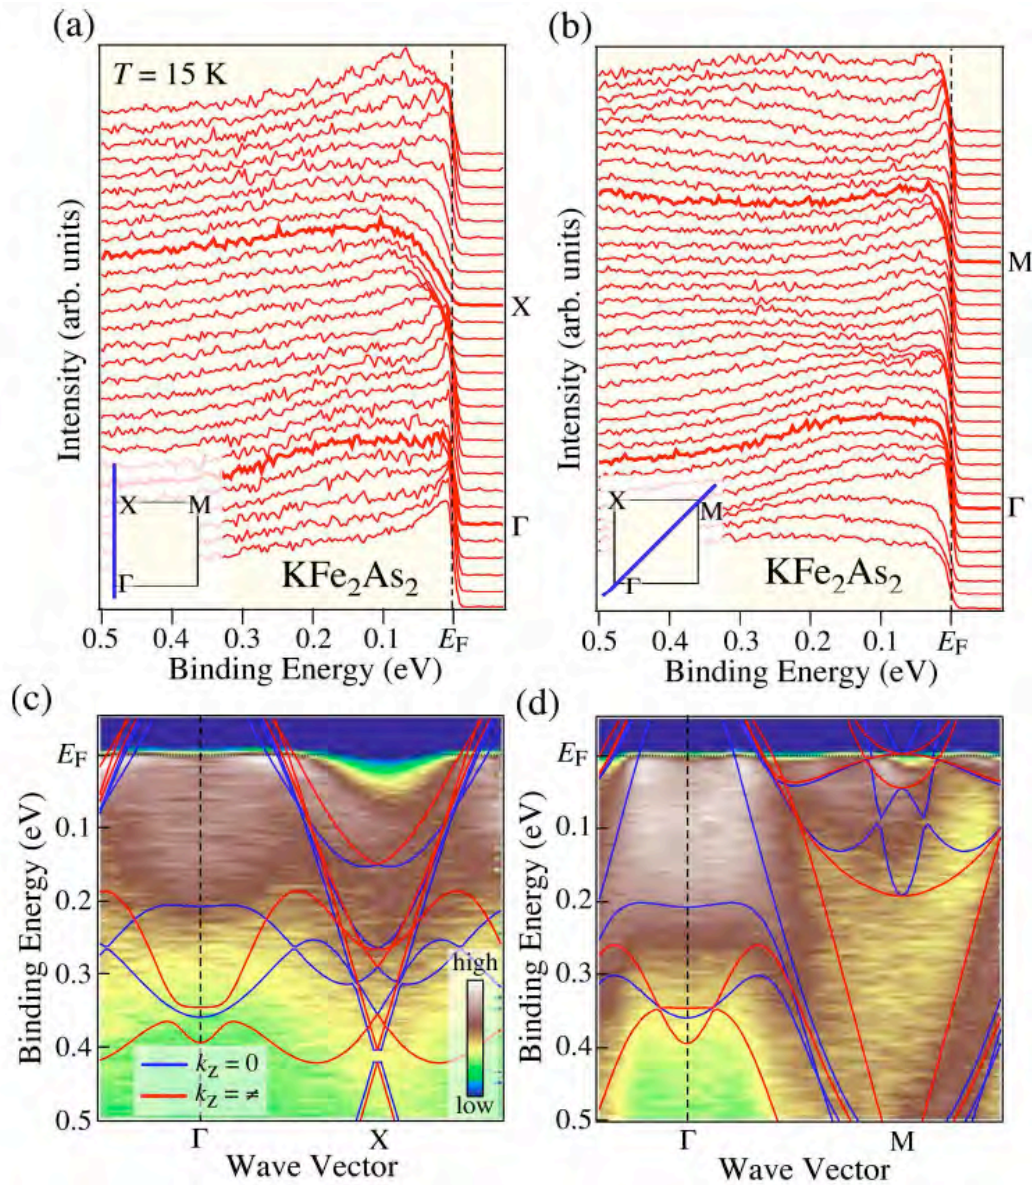 (a)
T = 15 K
Intensity (arb. units)
X
Γ
X M
Γ
KFe2As2
0.5 0.4 0.3 0.2 0.1 EF
Binding Energy (eV)
(b)
Intensity (arb. units)
M
Γ
X
M
Γ
KFe2As2
0.5 0.4 0.3 0.2 0.1 EF
Binding Energy (eV)
(c)
EF
0.1
0.2
0.3
0.4
0.5
Binding Energy (eV)
kz = 0
kz = ≠
high
low
Γ X
Wave Vector
(d)
EF
0.1
0.2
0.3
0.4
0.5
Binding Energy (eV)
Γ M
Wave Vector